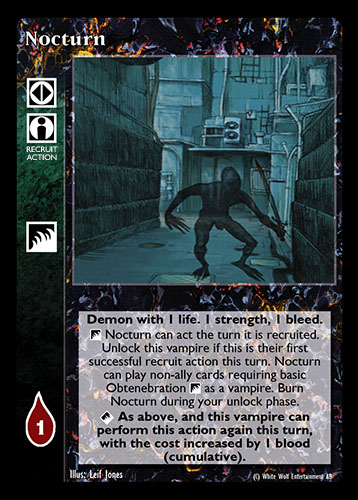 Nocturn
RECRUIT
ACTION
Demon with 1 life. 1 strength, 1 bleed.
Nocturn can act the turn it is recruited.
Unlock this vampire if this is their first
successful recruit action this turn. Nocturn
can play non-ally cards requiring basic
Obtenebration as a vampire. Burn
Nocturn during your unlock phase.
As above, and this vampire can
perform this action again this turn,
with the cost increased by 1 blood
(cumulative).
1
Illus: Leif Jones
(C) White Wolf Entertainment AB